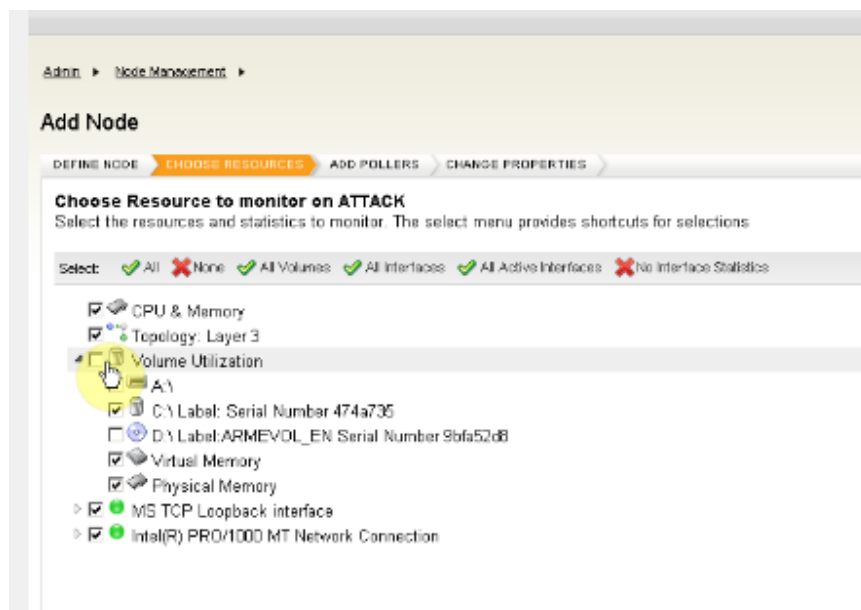 Admin ▸ Node Management ▸
Add Node
DEFINE NODE CHOOSE RESOURCES ADD POLLERS CHANGE PROPERTIES
Choose Resource to monitor on ATTACK
Select the resources and statistics to monitor. The select menu provides shortcuts for selections
Select: All None All Volumes All Interfaces All Active Interfaces No Interface Statistics
CPU & Memory
Topology: Layer 3
Volume Utilization
A:\
C:\ Label: Serial Number 474a735
D:\ Label:ARMEVOL_EN Serial Number 9bfa52d8
Virtual Memory
Physical Memory
MS TCP Loopback interface
Intel(R) PRO/1000 MT Network Connection